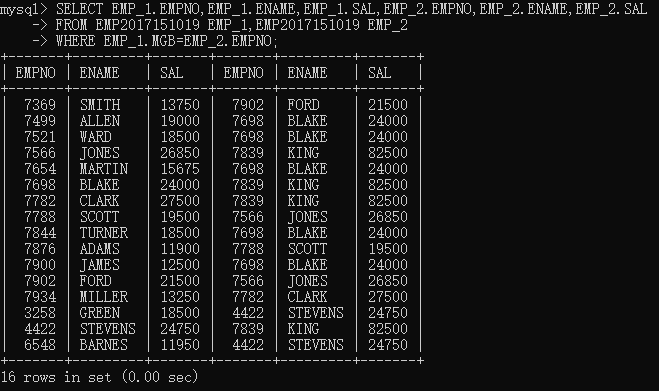 mysql> SELECT EMP_1.EMPNO,EMP_1.ENAME,EMP_1.SAL,EMP_2.EMPNO,EMP_2.ENAME,EMP_2.SAL
-> FROM EMP2017151019 EMP_1,EMP2017151019 EMP_2
-> WHERE EMP_1.MGB=EMP_2.EMPNO;
| EMPNO | ENAME | SAL | EMPNO | ENAME | SAL |
| 7369 | SMITH | 13750 | 7902 | FORD | 21500 |
| 7499 | ALLEN | 19000 | 7698 | BLAKE | 24000 |
| 7521 | WARD | 18500 | 7698 | BLAKE | 24000 |
| 7566 | JONES | 26850 | 7839 | KING | 82500 |
| 7654 | MARTIN | 15675 | 7698 | BLAKE | 24000 |
| 7698 | BLAKE | 24000 | 7839 | KING | 82500 |
| 7782 | CLARK | 27500 | 7839 | KING | 82500 |
| 7788 | SCOTT | 19500 | 7566 | JONES | 26850 |
| 7844 | TURNER | 18500 | 7698 | BLAKE | 24000 |
| 7876 | ADAMS | 11900 | 7788 | SCOTT | 19500 |
| 7900 | JAMES | 12500 | 7698 | BLAKE | 24000 |
| 7902 | FORD | 21500 | 7566 | JONES | 26850 |
| 7934 | MILLER | 13250 | 7782 | CLARK | 27500 |
| 3258 | GREEN | 18500 | 4422 | STEVENS | 24750 |
| 4422 | STEVENS | 24750 | 7839 | KING | 82500 |
| 6548 | BARNES | 11950 | 4422 | STEVENS | 24750 |
16 rows in set (0.00 sec)